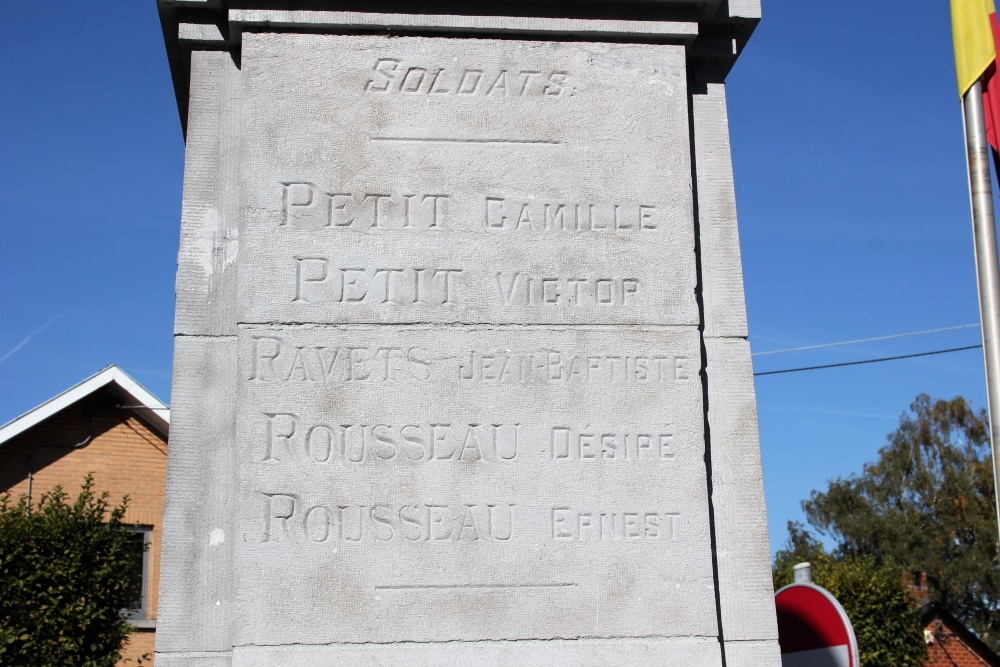 SOLDATS.
PETIT CAMILLE
PETIT VICTOR
RAVETS JEAN-BAPTISTE
ROUSSEAU DÉSIRÉ
ROUSSEAU ERNEST